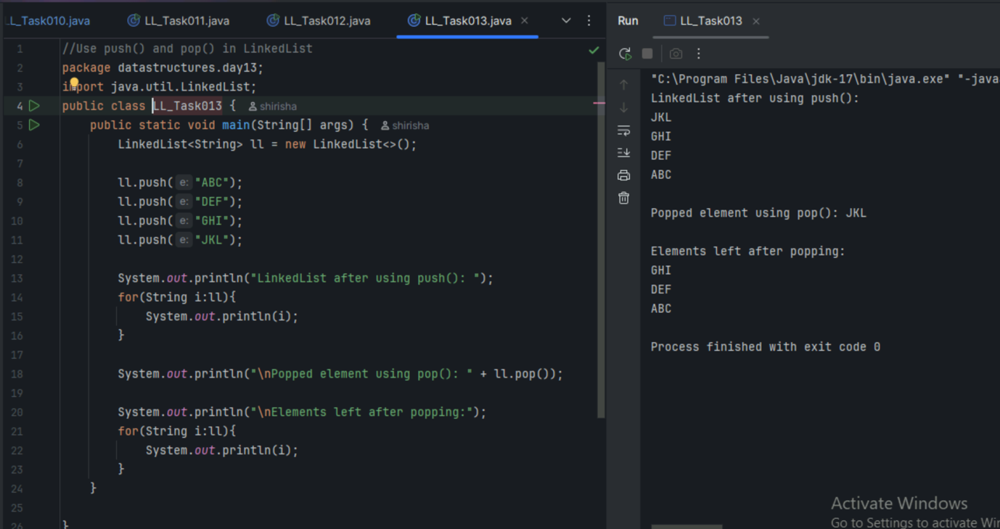 LL_Task010.java LL_Task011.java LL_Task012.java LL_Task013.java
1 //Use push() and pop() in LinkedList
2 package datastructures.day13;
3 import java.util.LinkedList;
4 public class LL_Task013 { shirisha
5 public static void main(String[] args) { shirisha
6 LinkedList<String> ll = new LinkedList<>();
7
8 ll.push( e: "ABC");
9 ll.push( e: "DEF");
10 ll.push( e: "GHI");
11 ll.push( e: "JKL");
12
13 System.out.println("LinkedList after using push(): ");
14 for(String i:ll){
15 System.out.println(i);
16 }
17
18 System.out.println("\nPopped element using pop(): " + ll.pop());
19
20 System.out.println("\nElements left after popping:");
21 for(String i:ll){
22 System.out.println(i);
23 }
24 }
25
26 }
Run LL_Task013
"C:\Program Files\Java\jdk-17\bin\java.exe" "-java
LinkedList after using push():
JKL
GHI
DEF
ABC
Popped element using pop(): JKL
Elements left after popping:
GHI
DEF
ABC
Process finished with exit code 0
Activate Windows
Go to Settings to activate Wi